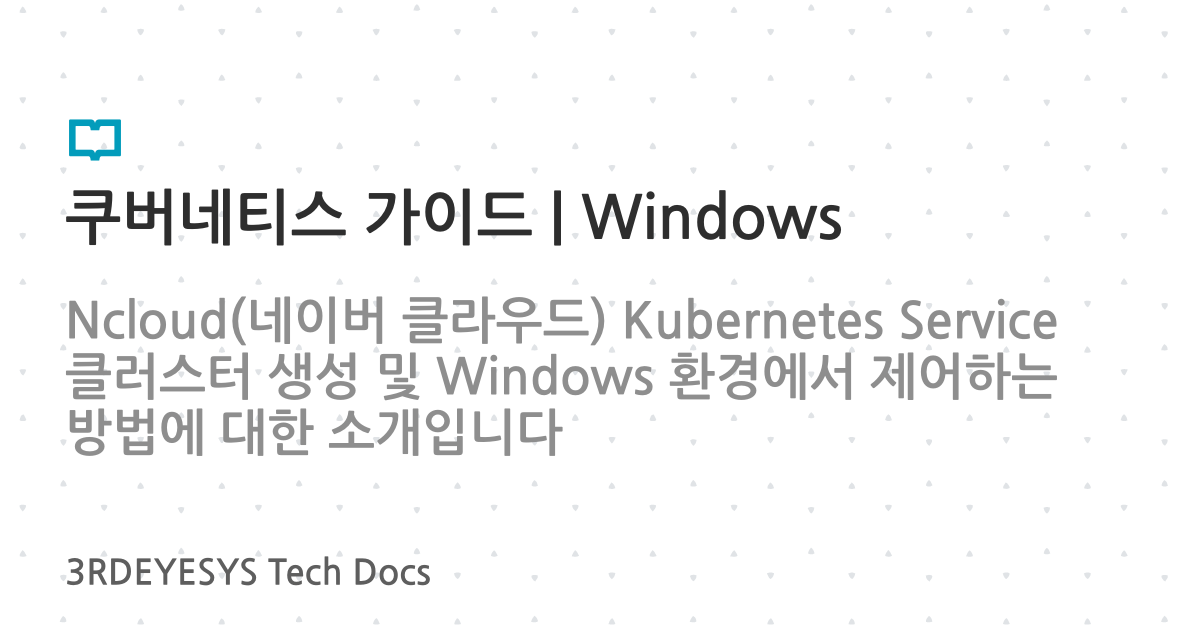 쿠버네티스 가이드 | Windows
Ncloud(네이버 클라우드) Kubernetes Service
클러스터 생성 및 Windows 환경에서 제어하는
방법에 대한 소개입니다
3RDEYESYS Tech Docs